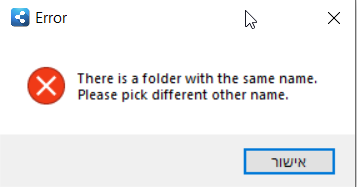 Error
There is a folder with the same name.
Please pick different other name.
אישור